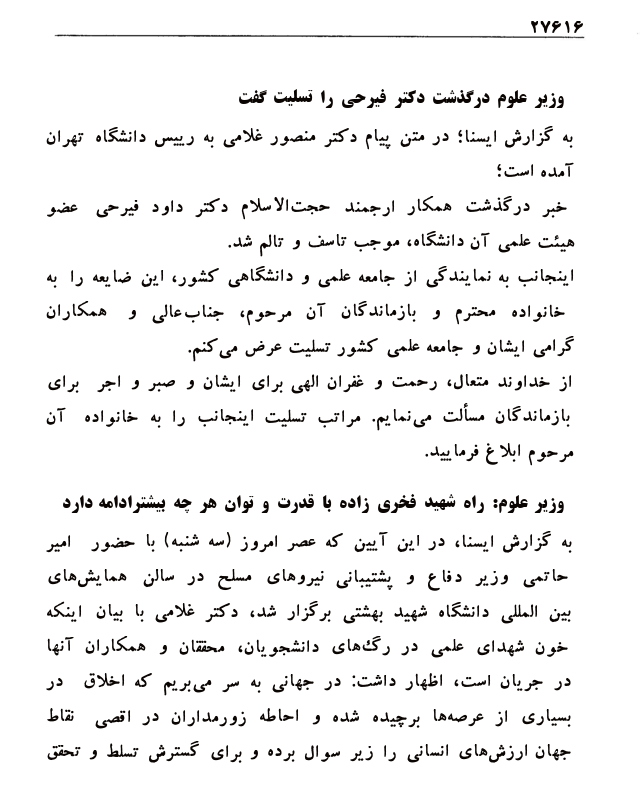 ۲۷۶۱۶
وزیر علوم درگذشت دکتر فیرحی را تسلیت گفت
به گزارش ایسنا؛ در متن پیام دکتر منصور غلامی به رییس دانشگاه تهران
آمده است؛
خبر درگذشت همکار ارجمند حجت‌الاسلام دکتر داود فیرحی عضو
هیئت علمی آن دانشگاه، موجب تاسف و تالم شد.
اینجانب به نمایندگی از جامعه علمی و دانشگاهی کشور، این ضایعه را به
خانواده محترم و بازماندگان آن مرحوم، جناب‌عالی و همکاران
گرامی ایشان و جامعه علمی کشور تسلیت عرض می‌کنم.
از خداوند متعال، رحمت و غفران الهی برای ایشان و صبر و اجر برای
بازماندگان مسألت می‌نمایم. مراتب تسلیت اینجانب را به خانواده آن
مرحوم ابلاغ فرمایید.
وزیر علوم: راه شهید فخری زاده با قدرت و توان هر چه بیشترادامه دارد
به گزارش ایسنا، در این آیین که عصر امروز (سه شنبه) با حضور امیر
حاتمی وزیر دفاع و پشتیبانی نیروهای مسلح در سالن همایش‌های
بین المللی دانشگاه شهید بهشتی برگزار شد، دکتر غلامی با بیان اینکه
خون شهدای علمی در رگ‌های دانشجویان، محققان و همکاران آنها
در جریان است، اظهار داشت: در جهانی به سر می‌بریم که اخلاق در
بسیاری از عرصه‌ها برچیده شده و احاطه زورمداران در اقصی نقاط
جهان ارزش‌های انسانی را زیر سوال برده و برای گسترش تسلط و تحقق